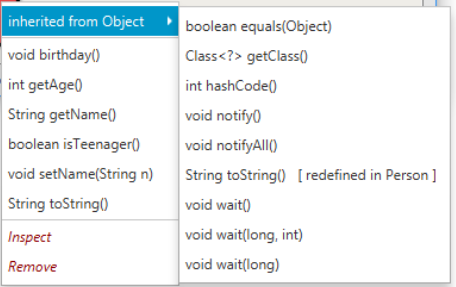 inherited from Object
void birthday()
int getAge()
String getName()
boolean isTeenager()
void setName(String n)
String toString()
Inspect
Remove
boolean equals(Object)
Class<?> getClass()
int hashCode()
void notify()
void notifyAll()
String toString() [ redefined in Person ]
void wait()
void wait(long, int)
void wait(long)